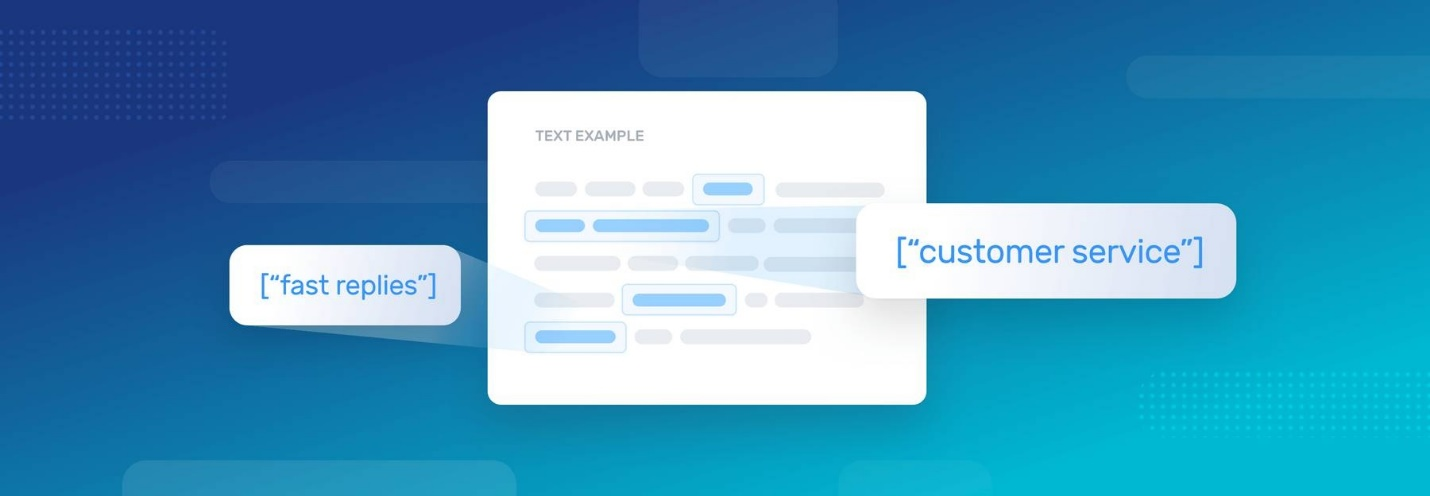 TEXT EXAMPLE
[“customer service”]
[“fast replies”]